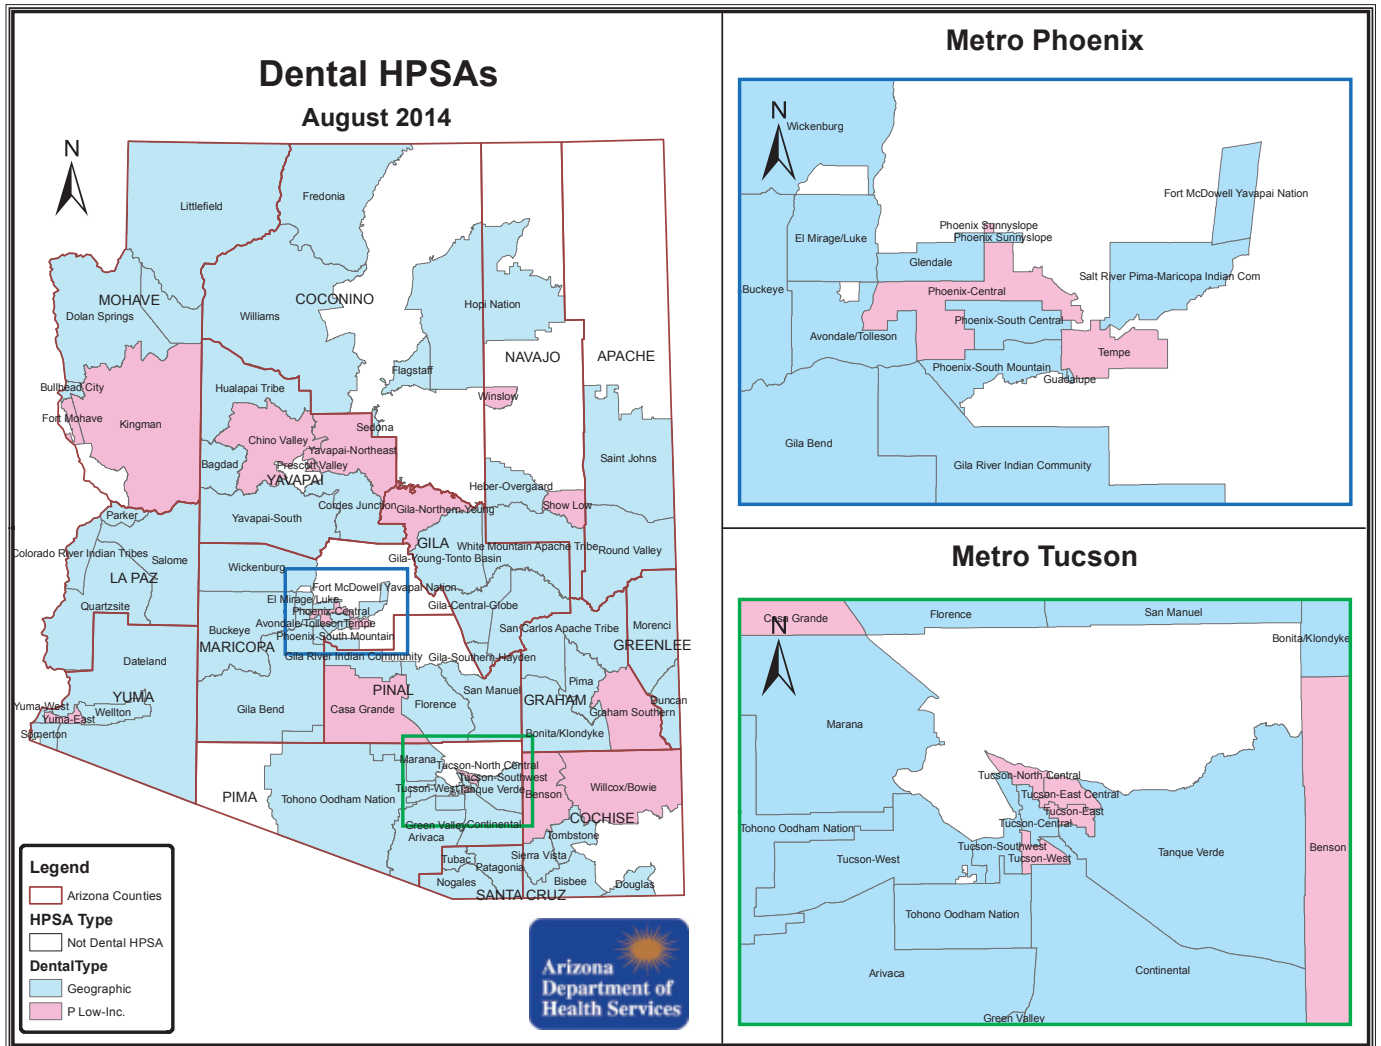 Dental HPSAs
August 2014
N
Littlefield
Fredonia
MOHAVE
Dolan Springs
COCONINO
Williams
Hopi Nation
NAVAJO
APACHE
Flagstaff
Bullhead City
Hualapai Tribe
Winslow
Fort Mohave
Kingman
Sedona
Chino Valley
Yavapai-Northeast
Bagdad
Prescott Valley
YAVAPAI
Saint Johns
Heber-Overgaard
Cordes Junction
Gila-Northern-Young
Show Low
Parker
Yavapai-South
GILA
White Mountain Apache Tribe
Round Valley
Colorado River Indian Tribes
Salome
Gila-Young-Tonto Basin
Wickenburg
LA PAZ
Fort McDowell Yavapai Nation
El Mirage/Luke
Quartzsite
Phoenix-Central
Gila-Central-Globe
Avondale/Tolleson
Tempe
Buckeye
Phoenix-South Mountain
San Carlos Apache Tribe
Morenci
MARICOPA
GREENLEE
Dateland
Gila River Indian Community
Gila-Southern-Hayden
Pima
PINAL
San Manuel
YUMA
Yuma-West
Wellton
Gila Bend
Casa Grande
Florence
GRAHAM
Duncan
Yuma-East
Graham Southern
Somerton
Bonita/Klondyke
Marana
Tucson-North Central
Tucson-Southwest
Tucson-West
Tanque Verde
Willcox/Bowie
PIMA
Tohono Oodham Nation
Benson
COCHISE
Green Valley
Continental
Arivaca
Tombstone
Tubac
Sierra Vista
Patagonia
Nogales
Bisbee
Douglas
SANTA CRUZ
Legend
Arizona Counties
HPSA Type
Not Dental HPSA
DentalType
Geographic
P Low-Inc.
Arizona
Department of
Health Services
Metro Phoenix
N
Wickenburg
Fort McDowell Yavapai Nation
Phoenix Sunnyslope
El Mirage/Luke
Phoenix Sunnyslope
Glendale
Salt River Pima-Maricopa Indian Com
Buckeye
Phoenix-Central
Phoenix-South Central
Avondale/Tolleson
Tempe
Phoenix-South Mountain
Guadalupe
Gila Bend
Gila River Indian Community
Metro Tucson
Casa Grande
Florence
San Manuel
N
Bonita/Klondyke
Marana
Tucson-North Central
Tucson-East Central
Tucson-East
Tohono Oodham Nation
Tucson-Central
Tucson-Southwest
Tucson-West
Tucson-West
Tanque Verde
Benson
Tohono Oodham Nation
Arivaca
Continental
Green Valley